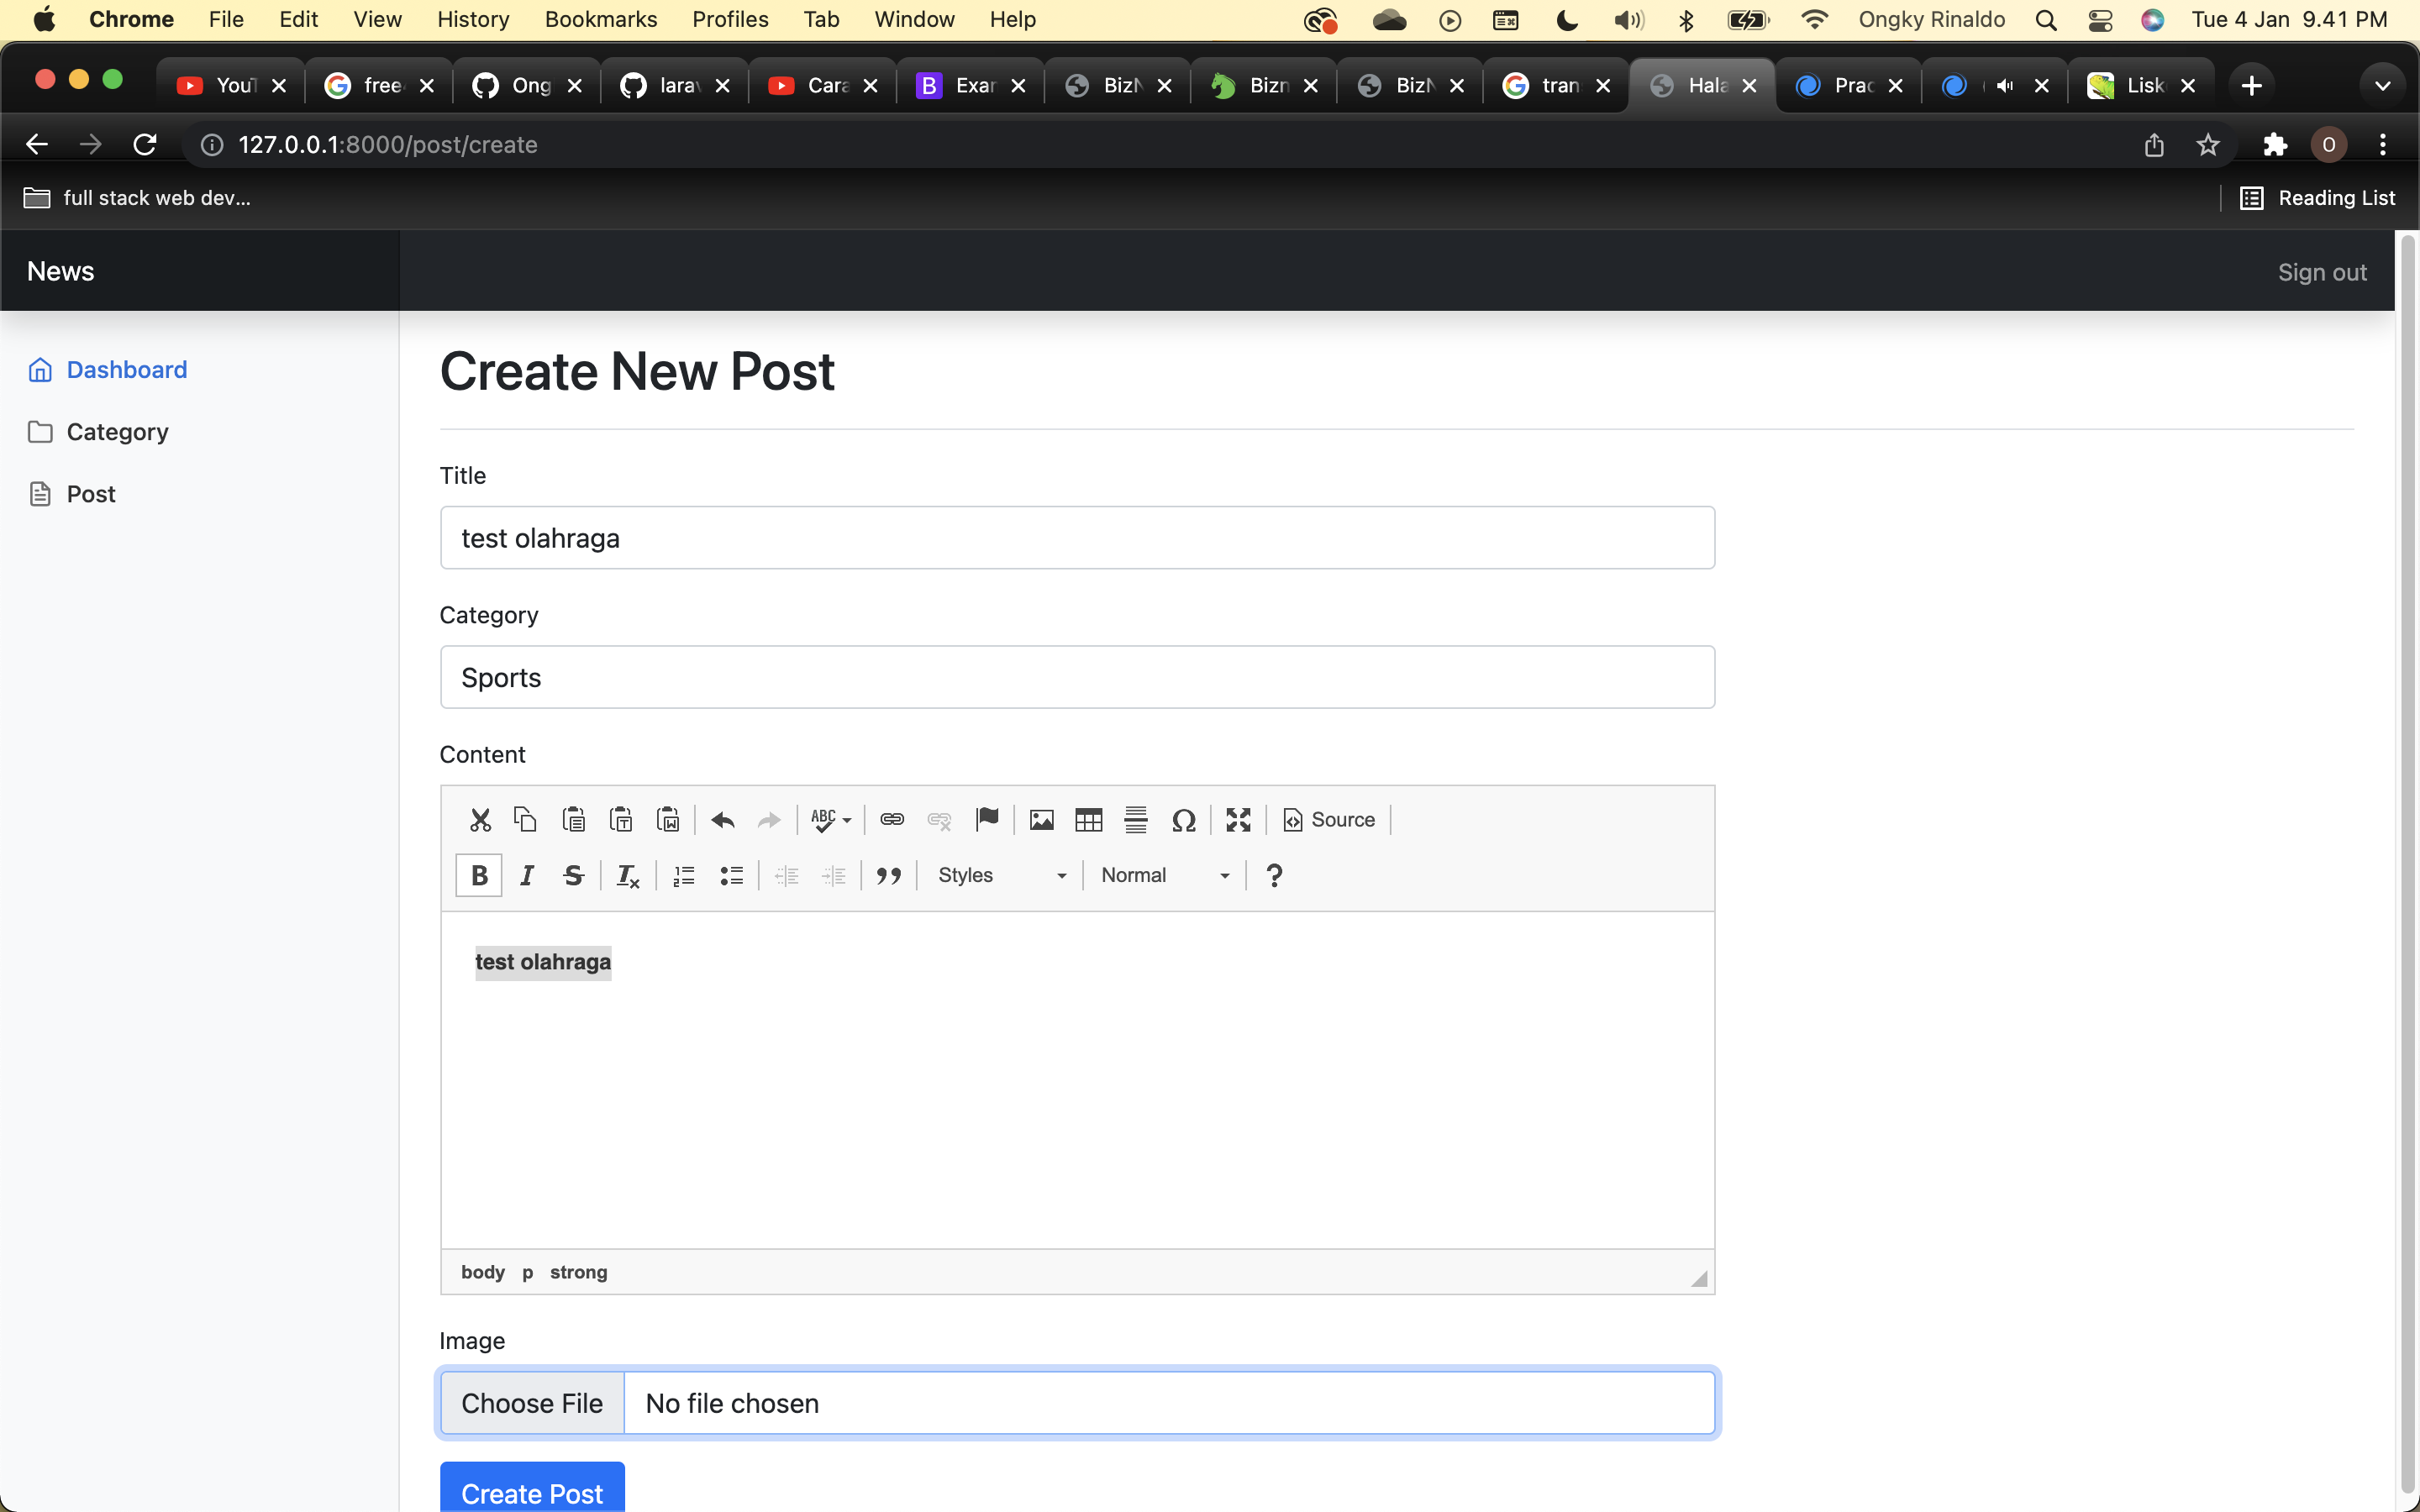 Chrome File Edit View History Bookmarks Profiles Tab Window Help Ongky Rinaldo Tue 4 Jan 9.41 PM
YouT free Ong larav Cara B Exam BizN Bizn BizN tran Hala Prac Lisk
127.0.0.1:8000/post/create O
full stack web dev... Reading List
News Sign out
Dashboard
Category
Post
Create New Post
Title
test olahraga
Category
Sports
Content
ABC Source
B I S Styles Normal ?
test olahraga
body p strong
Image
Choose File No file chosen
Create Post